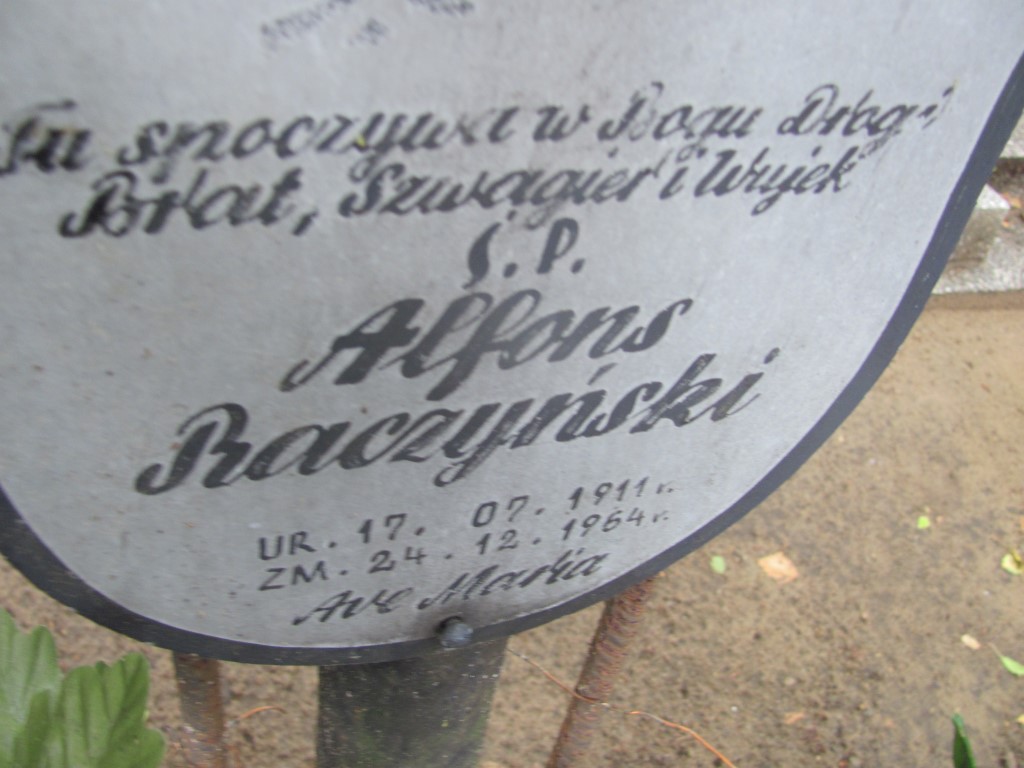 Tu spoczywa w Bogu Drogi
Brat, Szwagier i Wujek
Ś. P.
Alfons
Raczyński
UR. 17. 07. 1911 r.
ZM. 24. 12. 1964 r.
Ave Maria